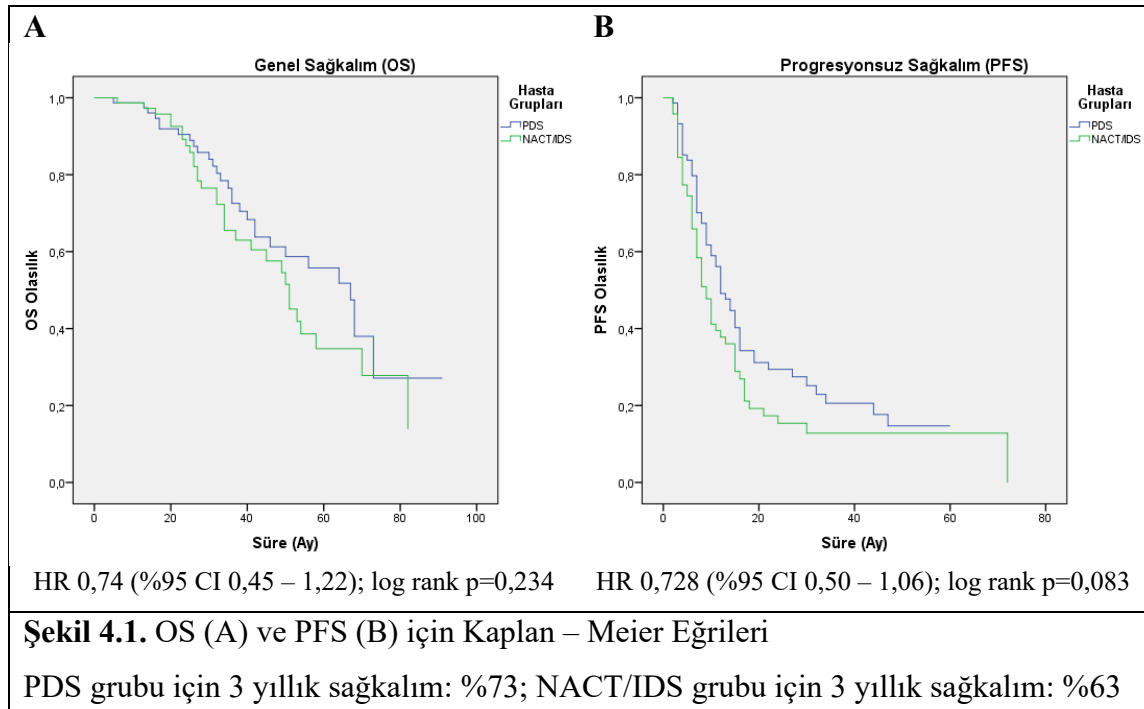 A
B
Genel Sağkalım (OS)
Progresyonsuz Sağkalım (PFS)
Hasta
Grupları
PDS
NACT/IDS
Hasta
Grupları
PDS
NACT/IDS
OS Olasılık
1,0
0,8
0,6
0,4
0,2
0,0
0 20 40 60 80 100
Süre (Ay)
PFS Olasılık
1,0
0,8
0,6
0,4
0,2
0,0
0 20 40 60 80
Süre (Ay)
HR 0,74 (%95 CI 0,45 – 1,22); log rank p=0,234
HR 0,728 (%95 CI 0,50 – 1,06); log rank p=0,083
Şekil 4.1. OS (A) ve PFS (B) için Kaplan – Meier Eğrileri
PDS grubu için 3 yıllık sağkalım: %73; NACT/IDS grubu için 3 yıllık sağkalım: %63